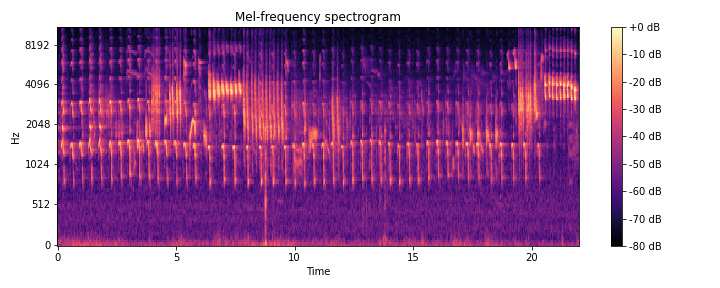 Mel-frequency spectrogram
Hz
8192
4096
2048
1024
512
0
0
5
10
15
20
Time
+0 dB
-10 dB
-20 dB
-30 dB
-40 dB
-50 dB
-60 dB
-70 dB
-80 dB